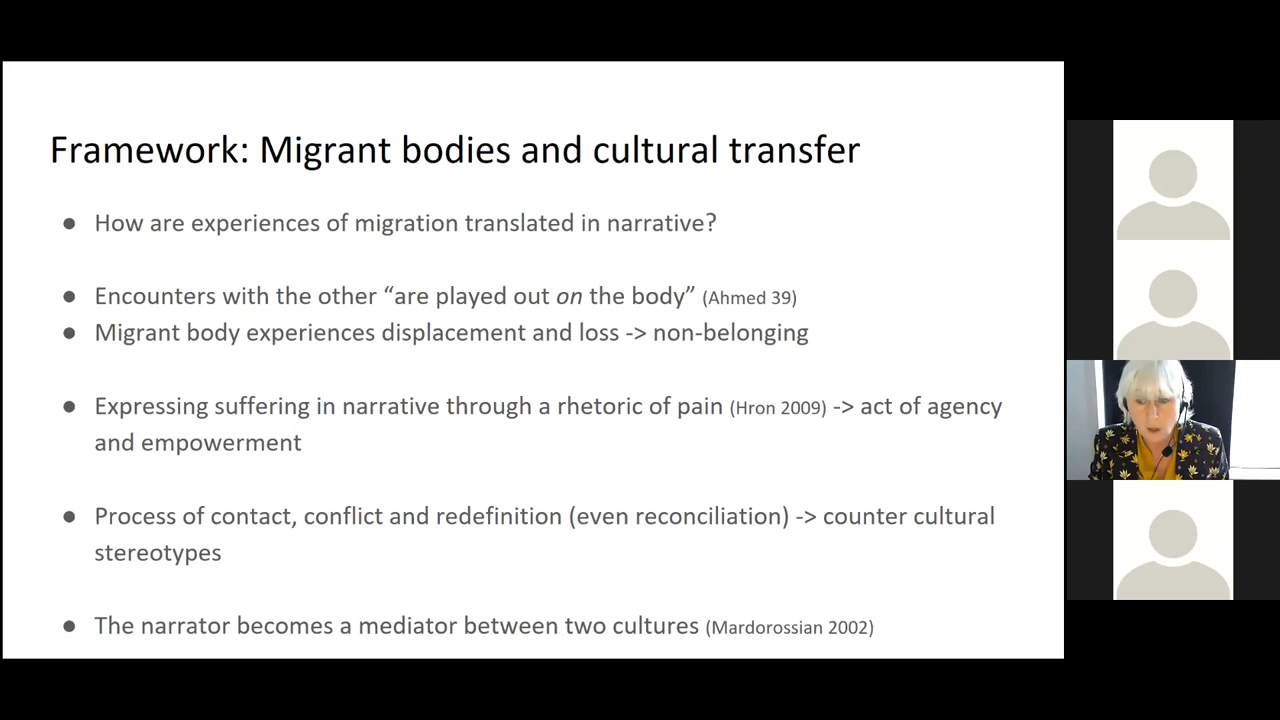 Framework: Migrant bodies and cultural transfer
● How are experiences of migration translated in narrative?
● Encounters with the other “are played out on the body” (Ahmed 39)
● Migrant body experiences displacement and loss -> non-belonging
● Expressing suffering in narrative through a rhetoric of pain (Hron 2009) -> act of agency
and empowerment
● Process of contact, conflict and redefinition (even reconciliation) -> counter cultural
stereotypes
● The narrator becomes a mediator between two cultures (Mardorossian 2002)